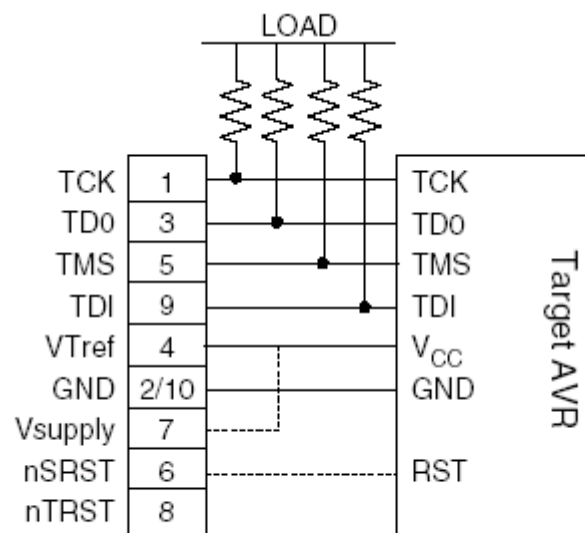 LOAD
TCK 1 TCK
TD0 3 TD0
TMS 5 TMS
TDI 9 TDI
VTref 4 VCC
GND 2/10 GND
Vsupply 7
nSRST 6 RST
nTRST 8
Target AVR